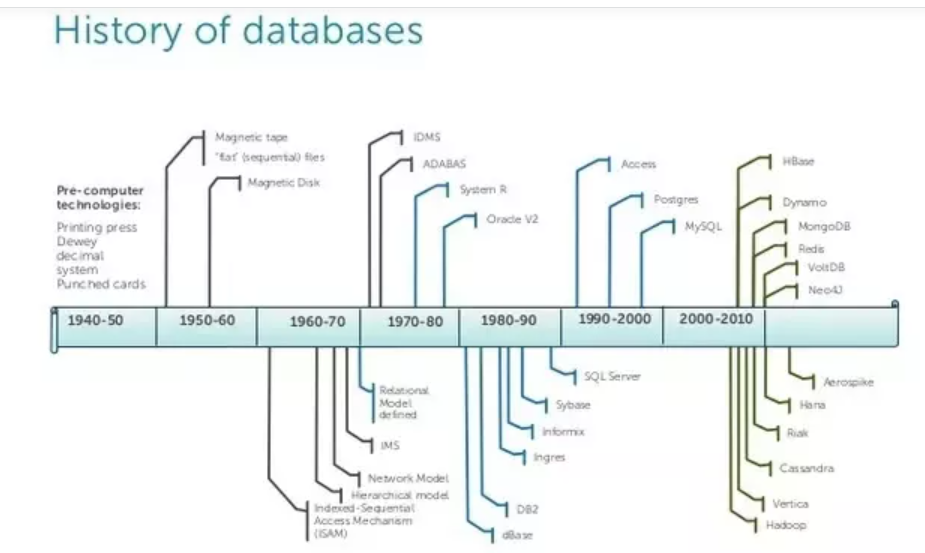 History of databases
Magnetic tape
"flat" (sequential) files
Magnetic Disk
IDMS
ADABAS
System R
Oracle V2
Access
Postgres
MySQL
HBase
Dynamo
MongoDB
Redis
VoltDB
Neo4J
Pre-computer
technologies:
Printing press
Dewey
decimal
system
Punched cards
1940-50
1950-60
1960-70
1970-80
1980-90
1990-2000
2000-2010
Relational
Model
defined
IMS
Network Model
Hierarchical model
Indexed-Sequential
Access Mechanism
(ISAM)
SQL Server
Sybase
Informix
Ingres
DB2
dBase
Aerospike
Hana
Riak
Cassandra
Vertica
Hadoop